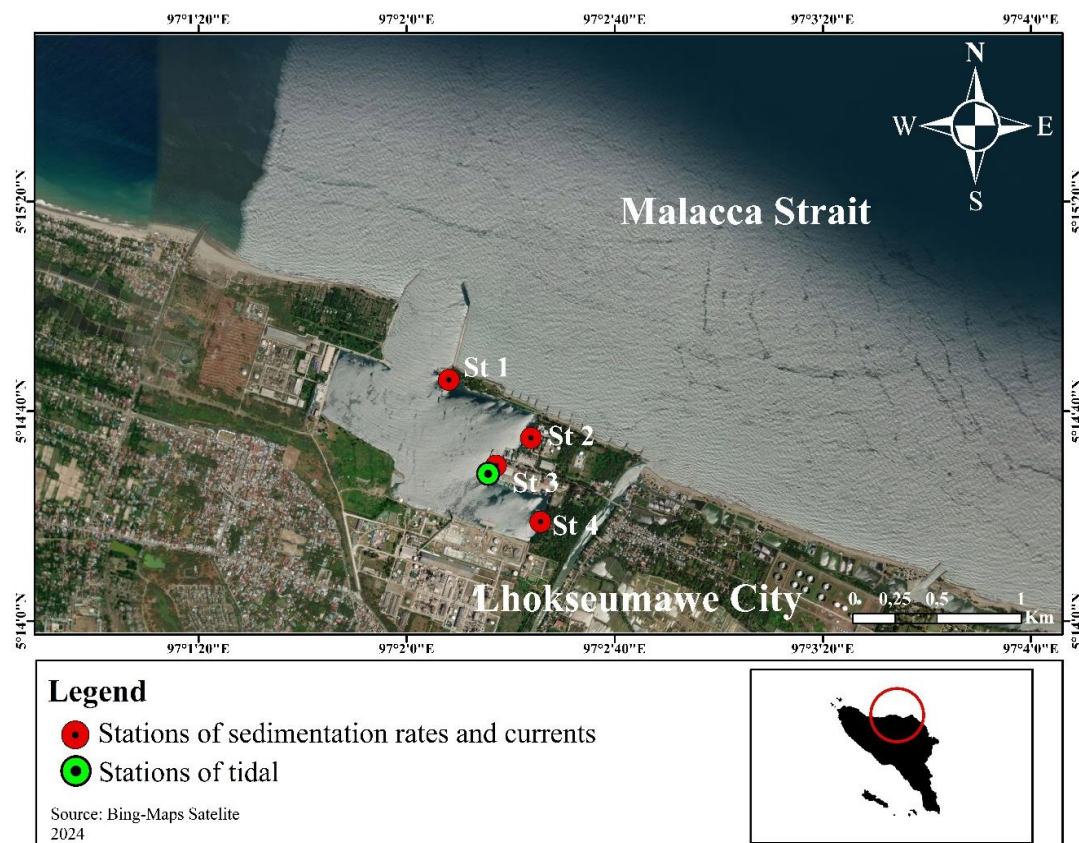 97°1'20"E 97°2'0"E 97°2'40"E 97°3'20"E 97°4'0"E
N
W E
S
5°15'20"N 5°15'20"N
Malacca Strait
St 1
5°14'40"N 5°14'40"N
St 2
St 3
St 4
Lhokseumawe City
0 0,25 0,5 1
Km
5°14'0"N 5°14'0"N
97°1'20"E 97°2'0"E 97°2'40"E 97°3'20"E 97°4'0"E
Legend
Stations of sedimentation rates and currents
Stations of tidal
Source: Bing-Maps Satelite
2024